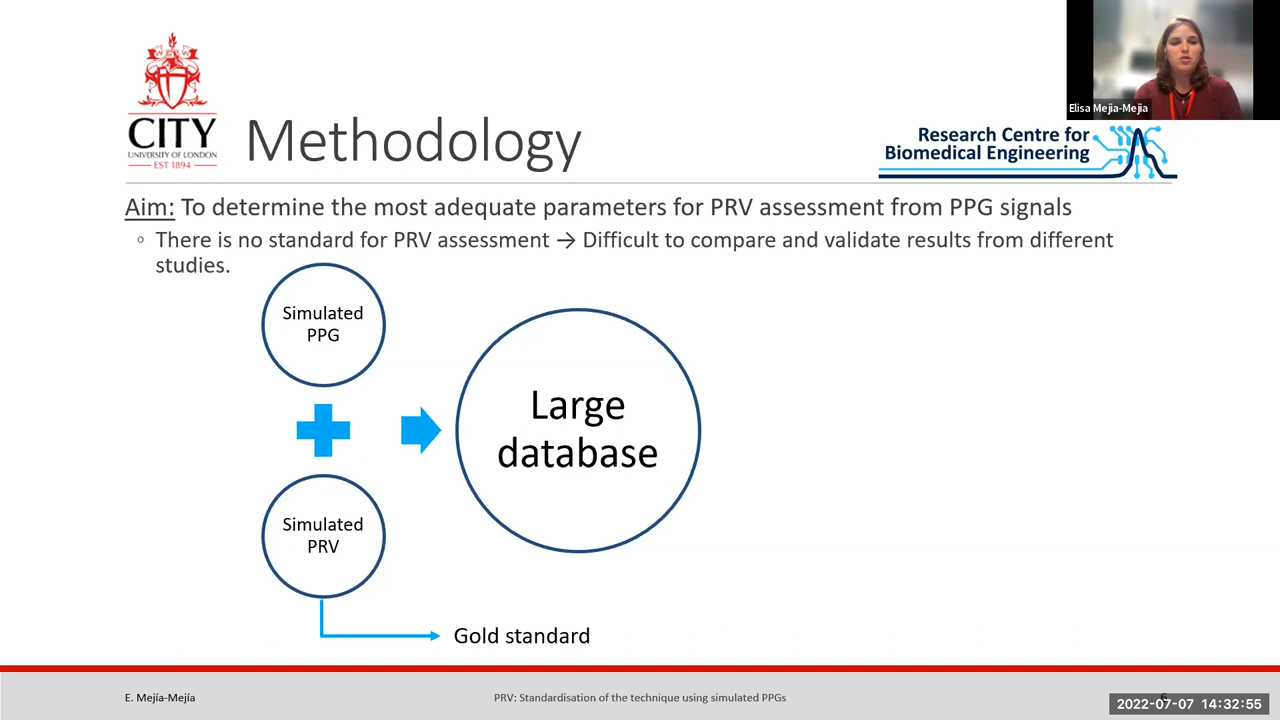 Elisa Mejia-Mejia
CITY
UNIVERSITY OF LONDON
EST 1894
Methodology
Research Centre for
Biomedical Engineering
Aim: To determine the most adequate parameters for PRV assessment from PPG signals
◦ There is no standard for PRV assessment → Difficult to compare and validate results from different
studies.
Simulated
PPG
Large
database
Simulated
PRV
Gold standard
E. Mejía-Mejía
PRV: Standardisation of the technique using simulated PPGs
2022-07-07 14:32:55